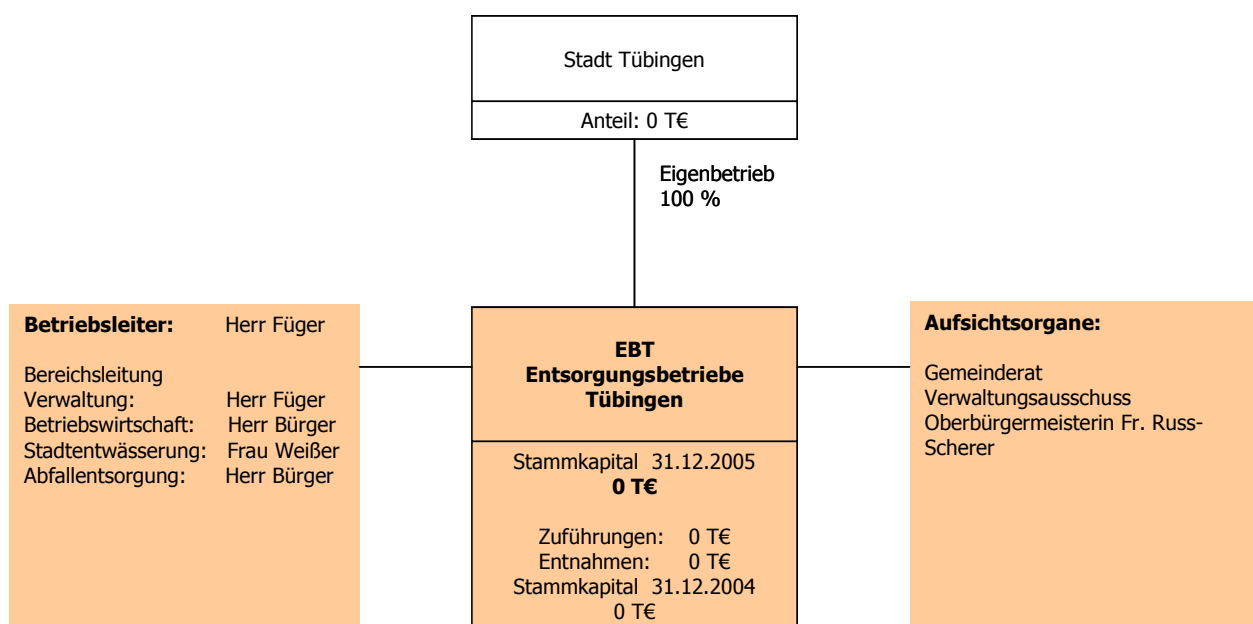 Stadt Tübingen
Anteil: 0 T€
Eigenbetrieb
100 %
Betriebsleiter: Herr Füger
Bereichsleitung
Verwaltung: Herr Füger
Betriebswirtschaft: Herr Bürger
Stadtentwässerung: Frau Weißer
Abfallentsorgung: Herr Bürger
EBT
Entsorgungsbetriebe
Tübingen
Stammkapital 31.12.2005
0 T€
Zuführungen: 0 T€
Entnahmen: 0 T€
Stammkapital 31.12.2004
0 T€
Aufsichtsorgane:
Gemeinderat
Verwaltungsausschuss
Oberbürgermeisterin Fr. Russ-
Scherer